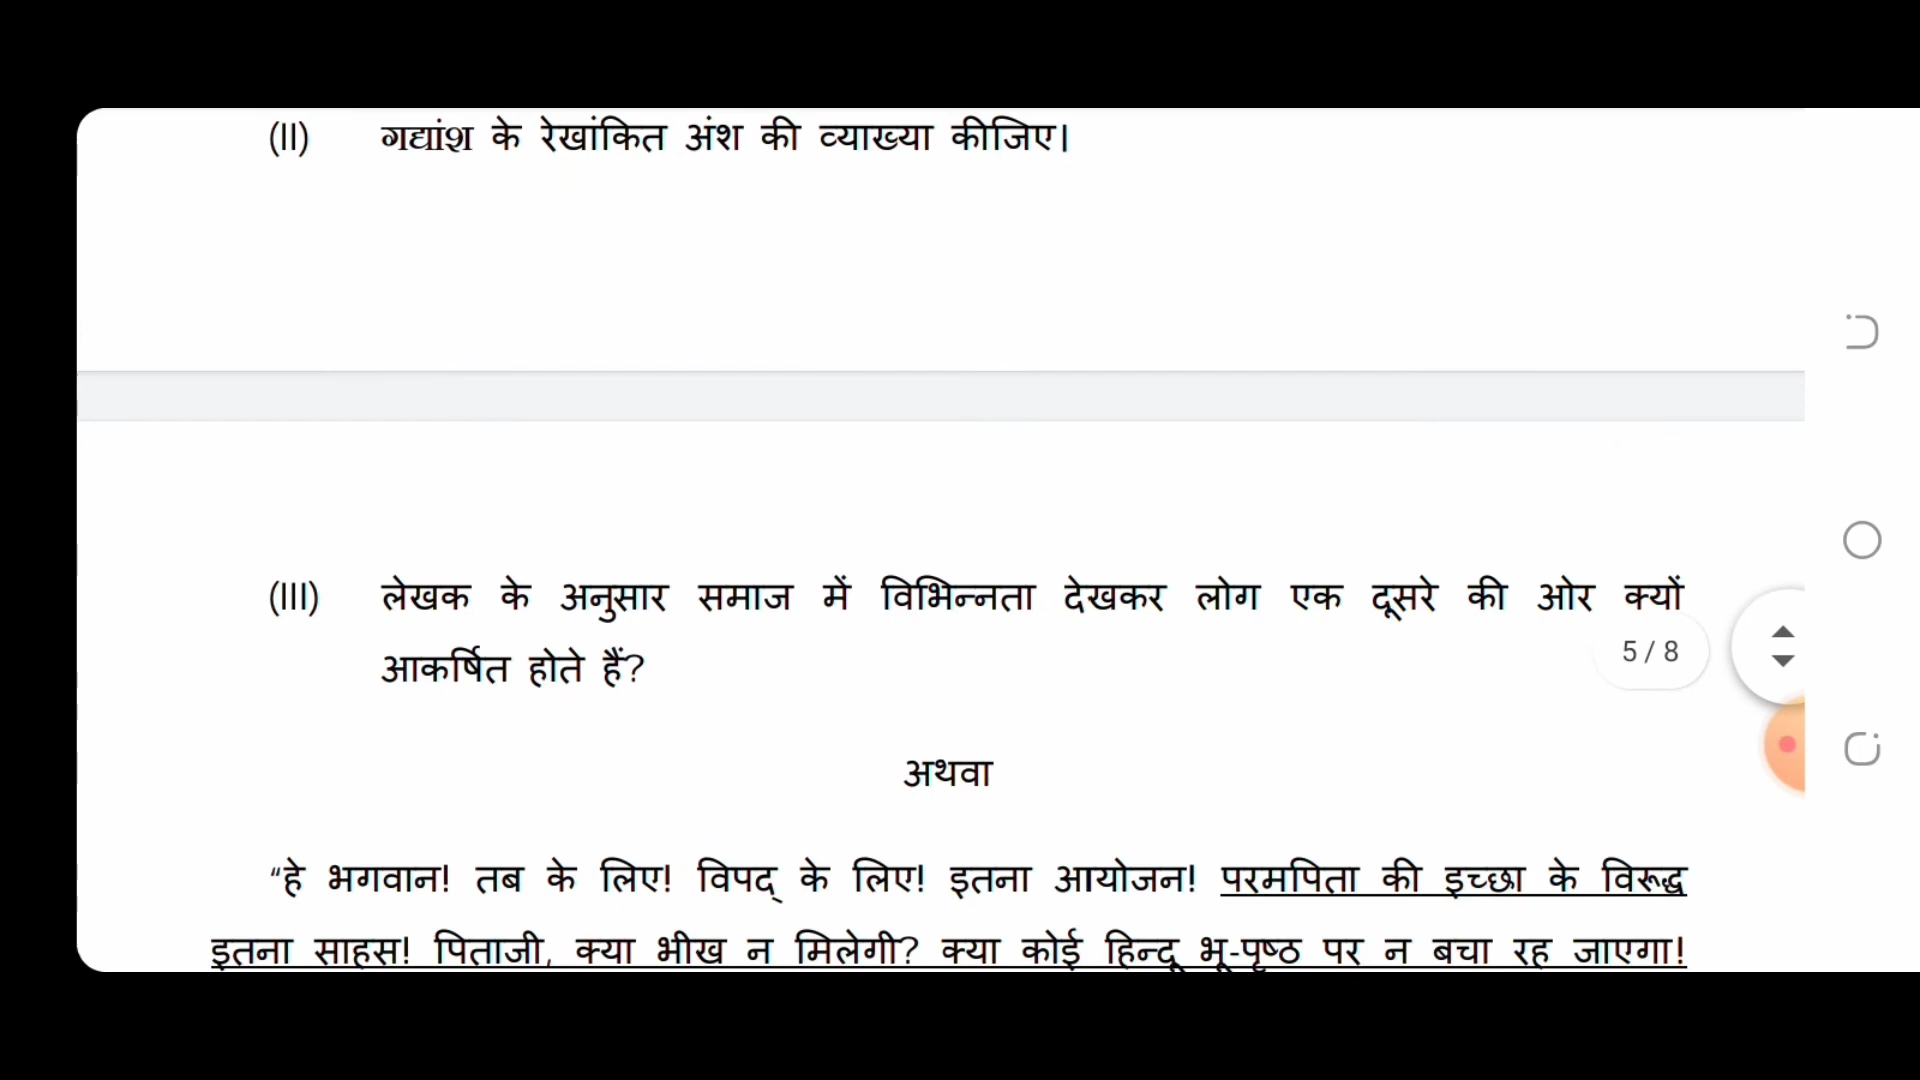 (II) गद्यांश के रेखांकित अंश की व्याख्या कीजिए।
(III) लेखक के अनुसार समाज में विभिन्नता देखकर लोग एक दूसरे की ओर क्यों
आकर्षित होते हैं?
5 / 8
अथवा
“हे भगवान! तब के लिए! विपद् के लिए! इतना आयोजन! परमपिता की इच्छा के विरूद्ध
इतना साहस! पिताजी, क्या भीख न मिलेगी? क्या कोई हिन्दू भू-पृष्ठ पर न बचा रह जाएगा!